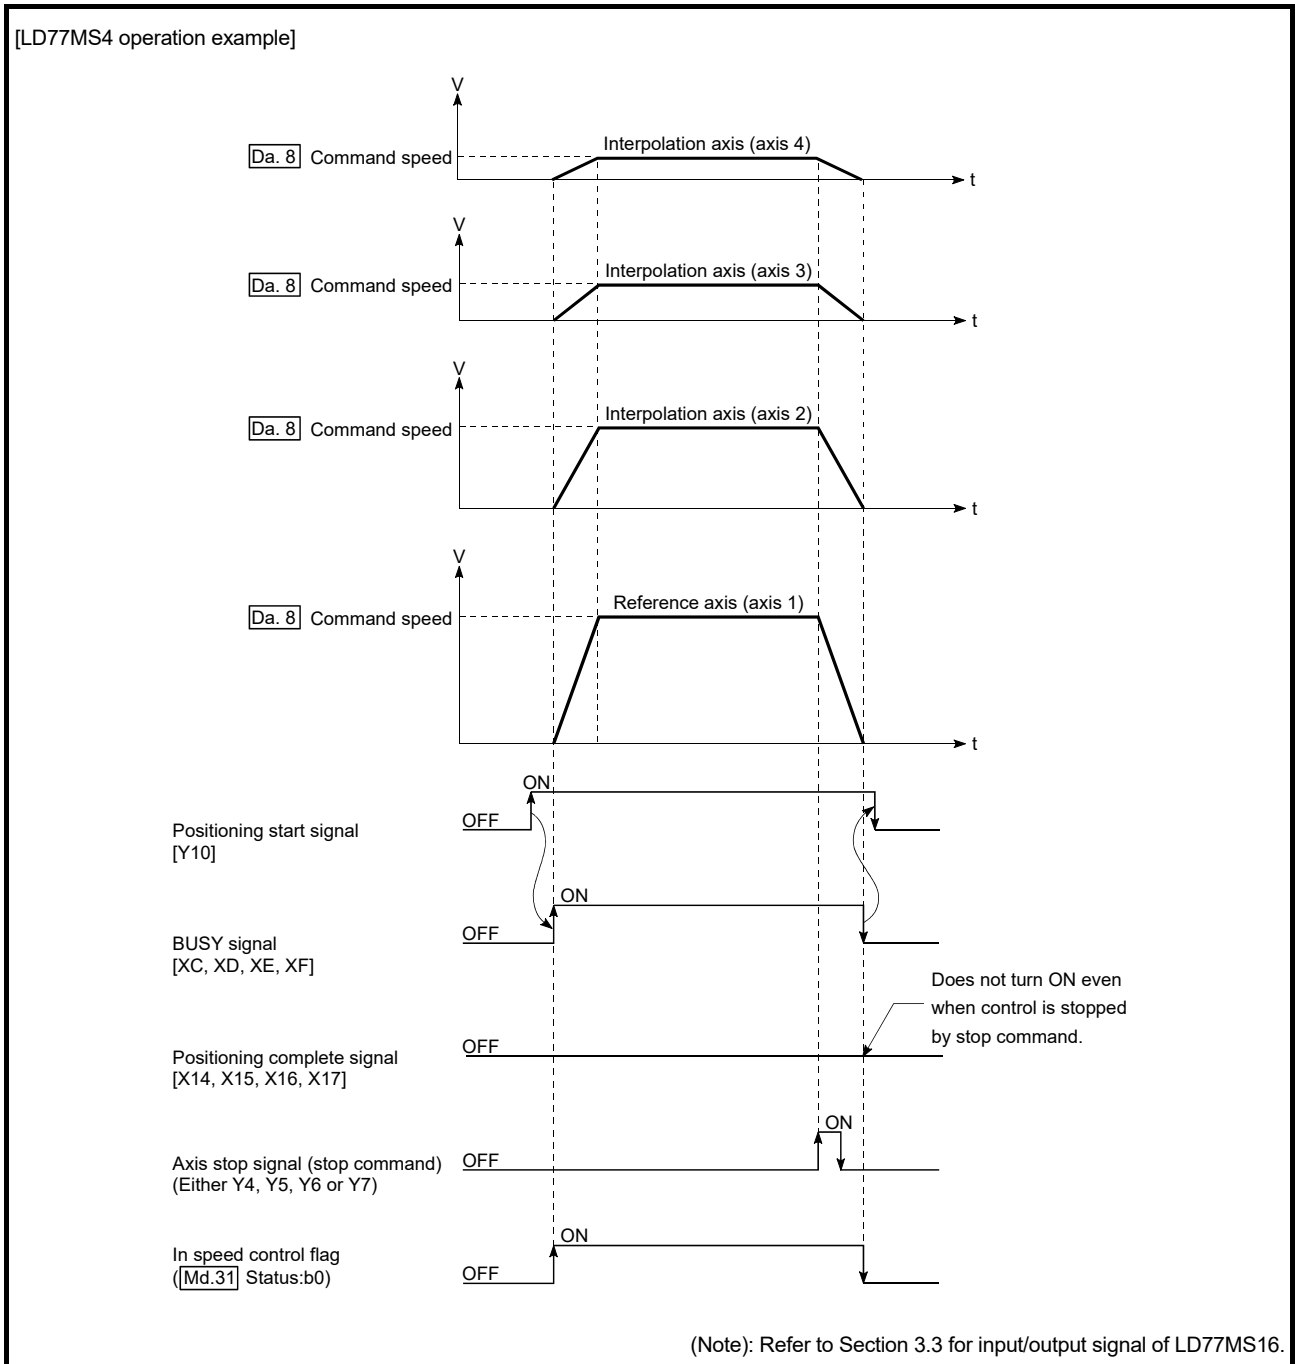 [LD77MS4 operation example]
V
Interpolation axis (axis 4)
Da. 8 Command speed
t
V
Interpolation axis (axis 3)
Da. 8 Command speed
t
V
Interpolation axis (axis 2)
Da. 8 Command speed
t
V
Reference axis (axis 1)
Da. 8 Command speed
t
ON
OFF
Positioning start signal
[Y10]
ON
OFF
BUSY signal
[XC, XD, XE, XF]
Does not turn ON even
when control is stopped
by stop command.
OFF
Positioning complete signal
[X14, X15, X16, X17]
ON
OFF
Axis stop signal (stop command)
(Either Y4, Y5, Y6 or Y7)
ON
In speed control flag
OFF
(Md.31 Status:b0)
(Note): Refer to Section 3.3 for input/output signal of LD77MS16.